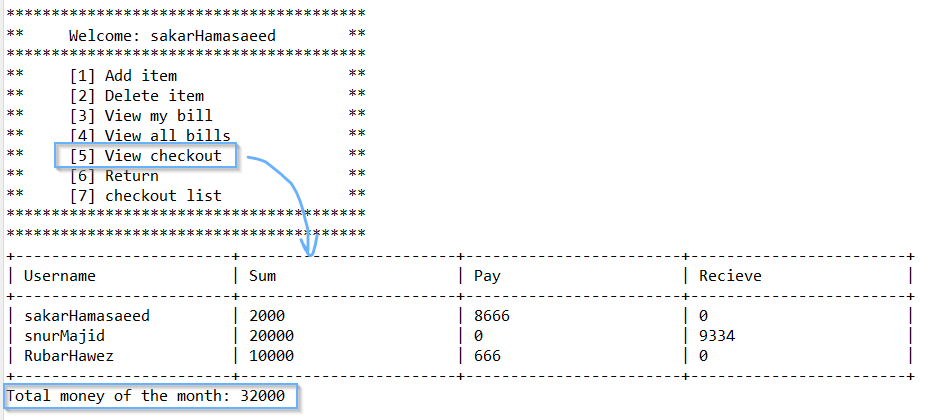 ****************************************
** Welcome: sakarHamasaeed **
****************************************
** [1] Add item **
** [2] Delete item **
** [3] View my bill **
** [4] View all bills **
** [5] View checkout **
** [6] Return **
** [7] checkout list **
****************************************
****************************************
+------------------------+------------------------+------------------------+------------------------+
| Username | Sum | Pay | Recieve |
+------------------------+------------------------+------------------------+------------------------+
| sakarHamasaeed | 2000 | 8666 | 0 |
| snurMajid | 20000 | 0 | 9334 |
| RubarHawez | 10000 | 666 | 0 |
+------------------------+------------------------+------------------------+------------------------+
Total money of the month: 32000